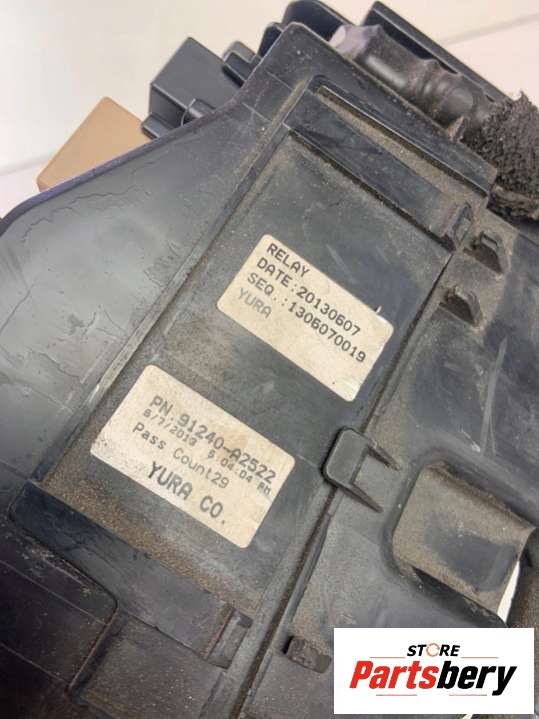 RELAY
DATE:20130607
SEQ.:1306070019
YURA
PN.91240-A2522
6/7/2013 5:04:04 AM
Pass Count29
YURA CO.
STORE
Partsbery